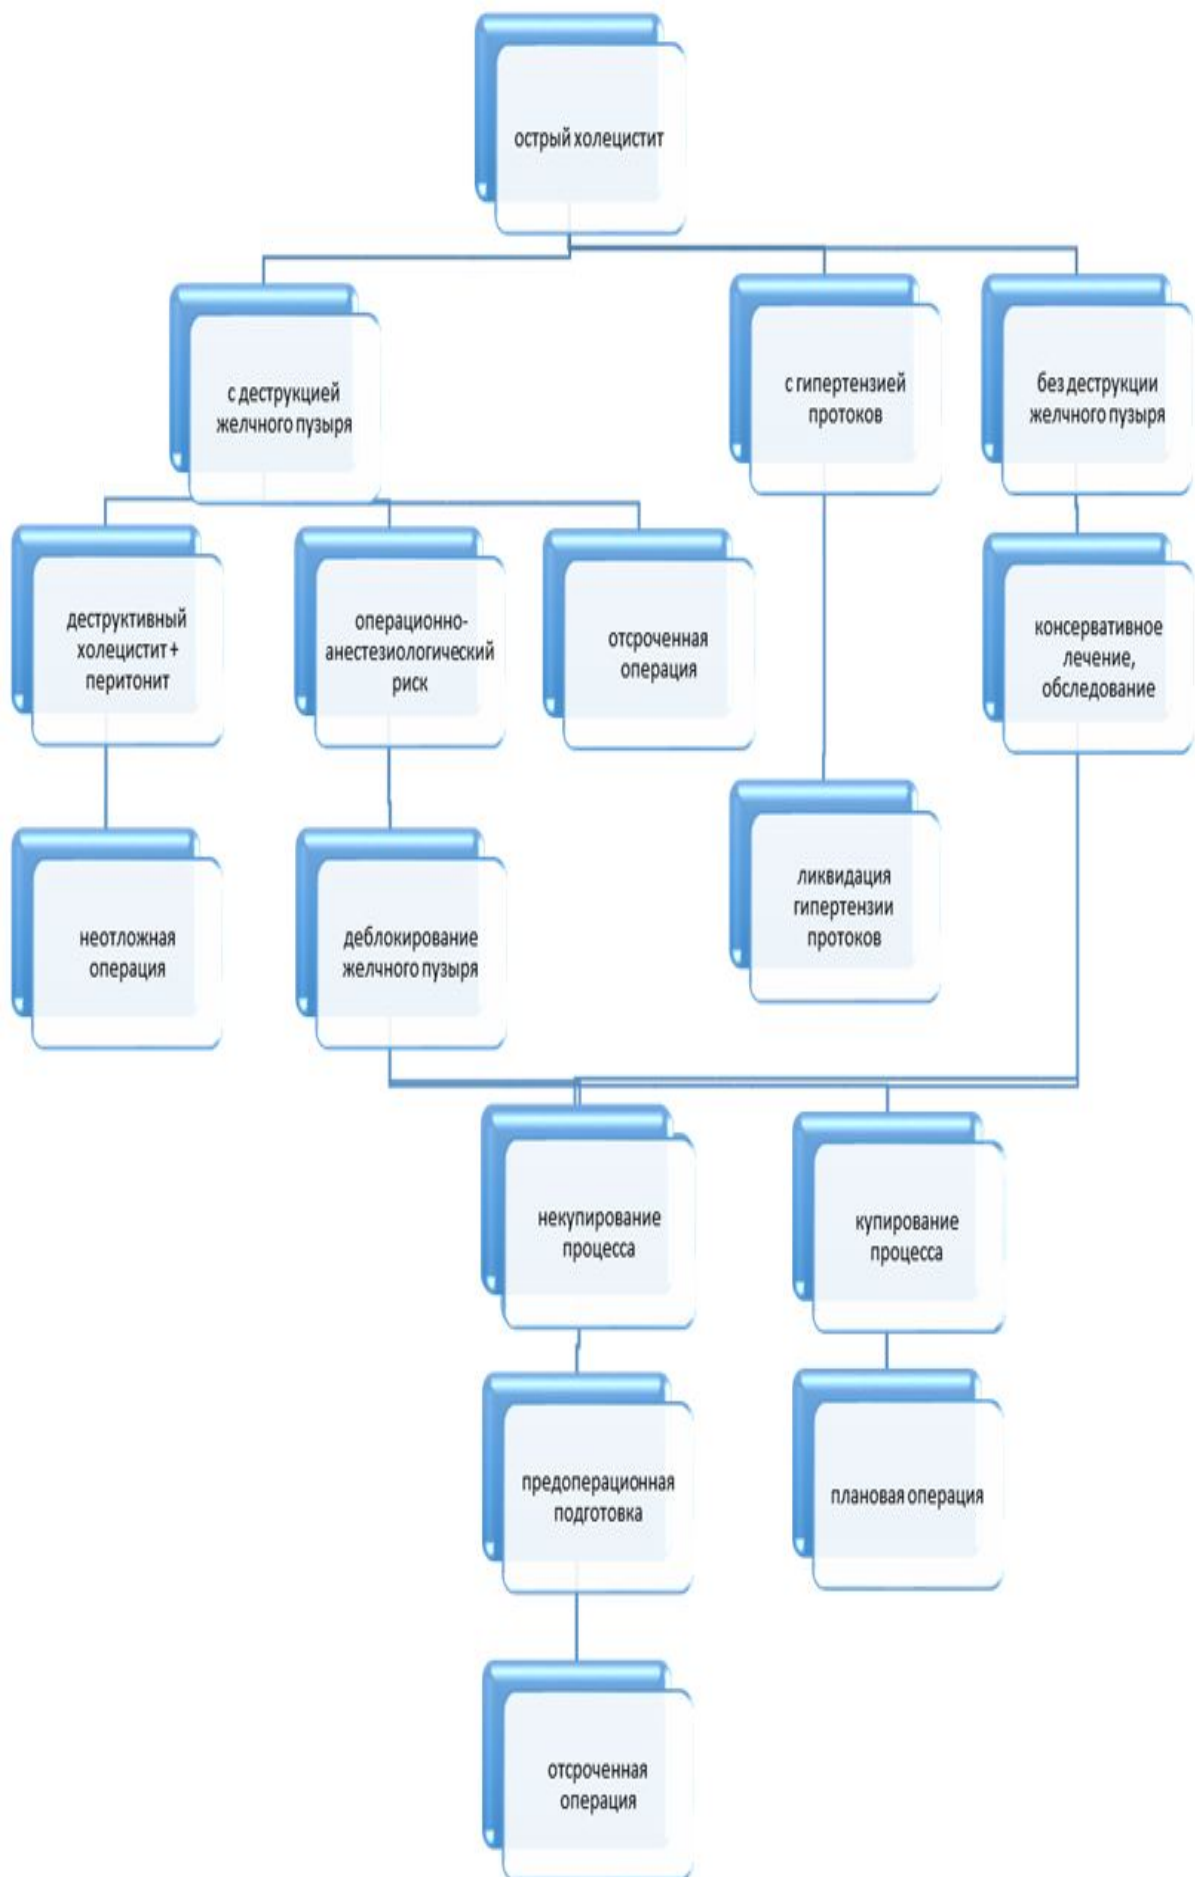 острый холецистит
с деструкцией
желчного пузыря
с гипертензией
протоков
без деструкции
желчного пузыря
деструктивный
холецистит +
перитонит
операционно-
анестезиологический
риск
отсроченная
операция
консервативное
лечение,
обследование
неотложная
операция
деблокирование
желчного пузыря
ликвидация
гипертензии
протоков
некупирование
процесса
купирование
процесса
предоперационная
подготовка
плановая операция
отсроченная
операция